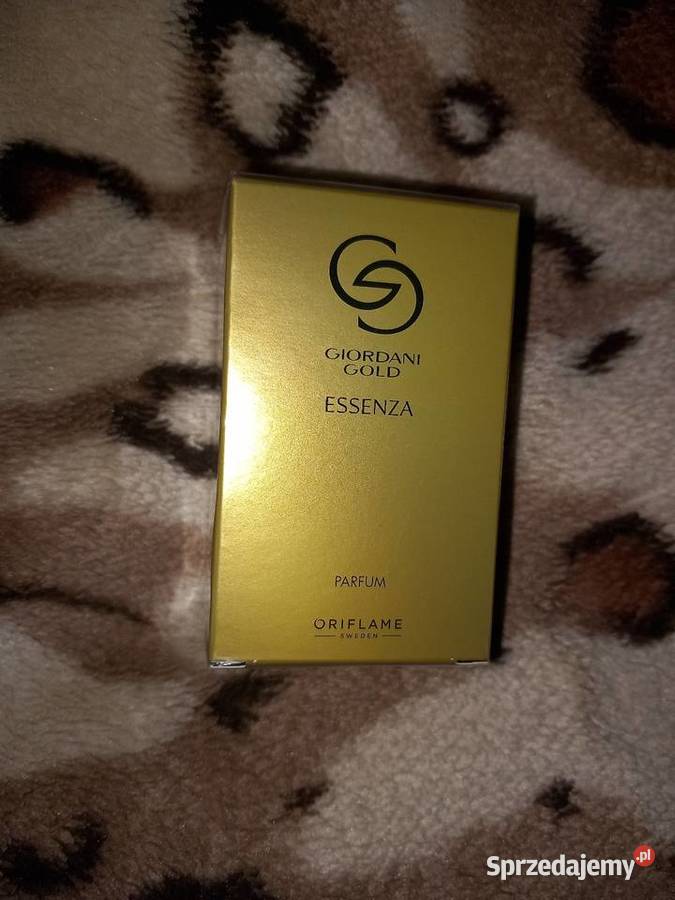 GIORDANI
GOLD
ESSENZA
PARFUM
ORIFLAME
SWEDEN
Sprzedajemy.pl